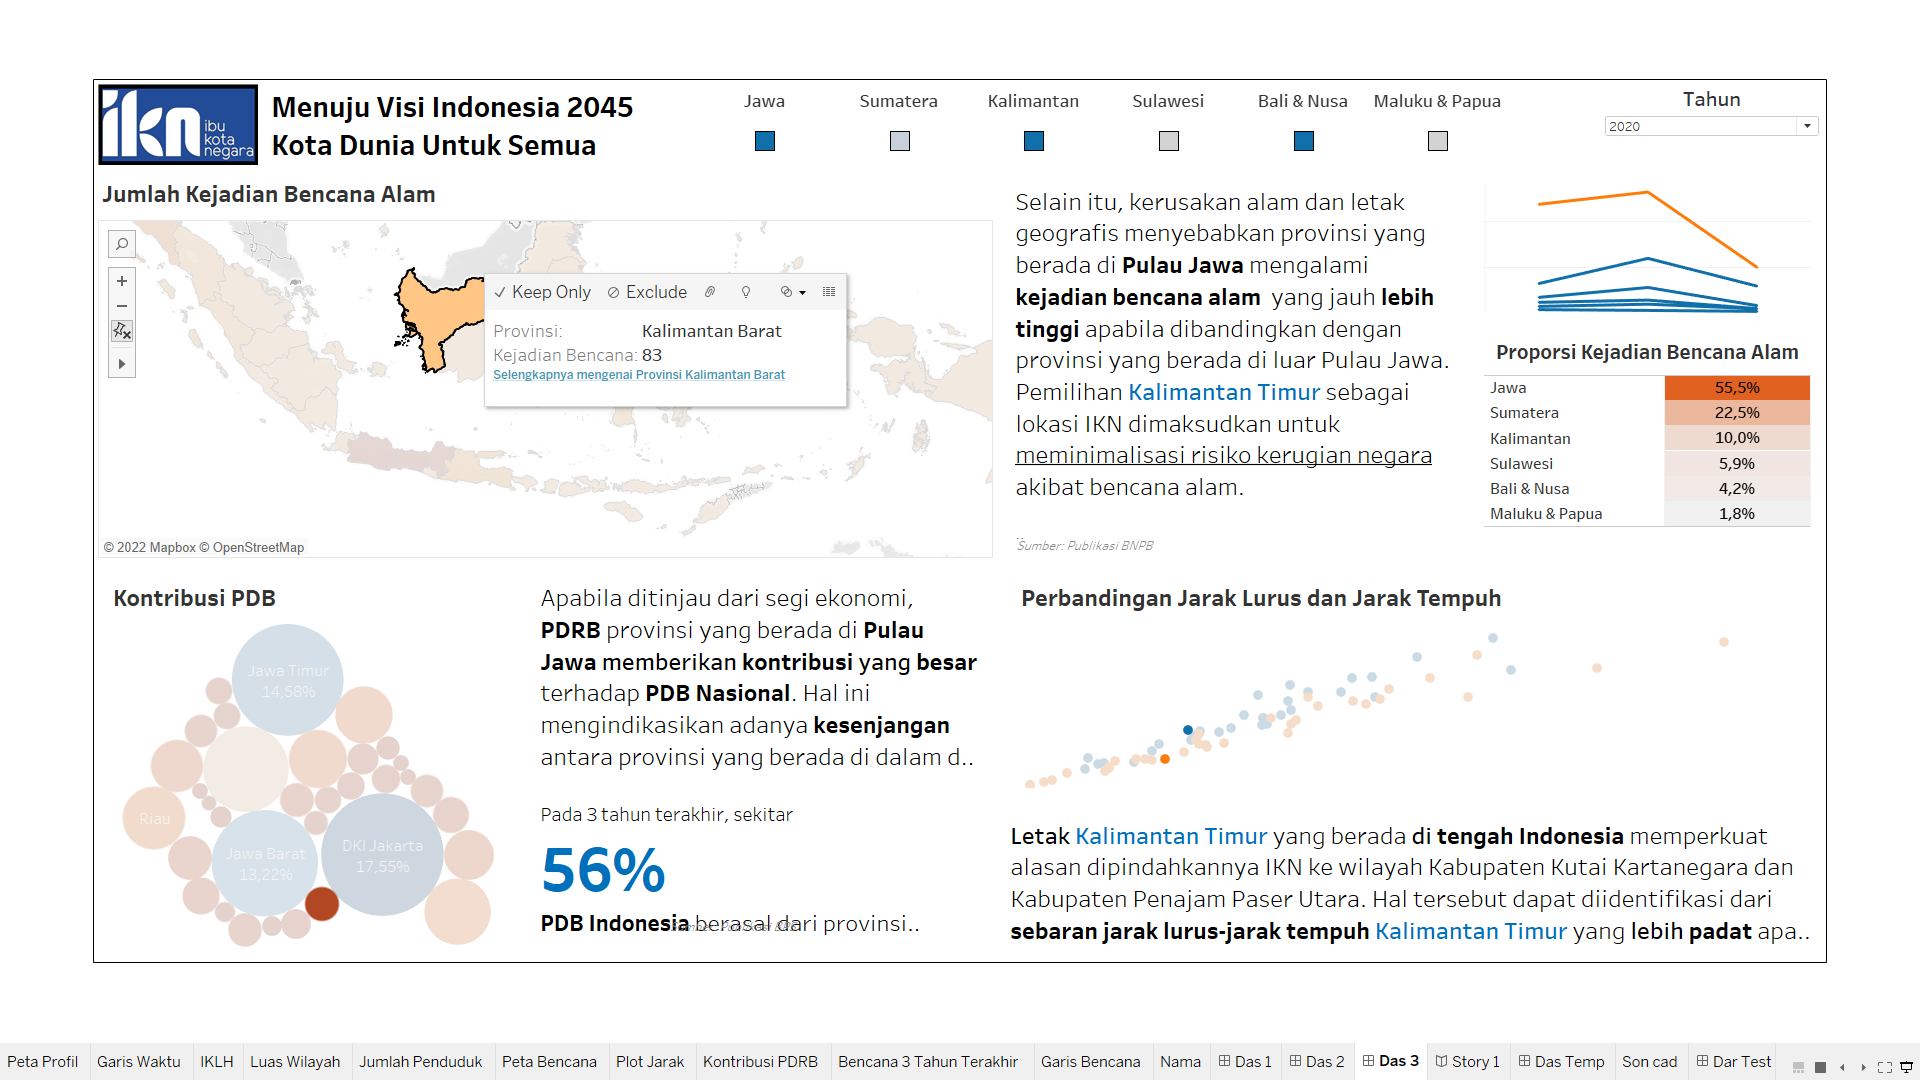 ikn ibu
kota
negara
Menuju Visi Indonesia 2045
Kota Dunia Untuk Semua
Jawa
Sumatera
Kalimantan
Sulawesi
Bali & Nusa
Maluku & Papua
Tahun
2020
Jumlah Kejadian Bencana Alam
Keep Only
Exclude
Provinsi: Kalimantan Barat
Kejadian Bencana: 83
Selengkapnya mengenai Provinsi Kalimantan Barat
© 2022 Mapbox © OpenStreetMap
Selain itu, kerusakan alam dan letak
geografis menyebabkan provinsi yang
berada di Pulau Jawa mengalami
kejadian bencana alam yang jauh lebih
tinggi apabila dibandingkan dengan
provinsi yang berada di luar Pulau Jawa.
Pemilihan Kalimantan Timur sebagai
lokasi IKN dimaksudkan untuk
meminimalisasi risiko kerugian negara
akibat bencana alam.
..
Sumber: Publikasi BNPB
Proporsi Kejadian Bencana Alam
Jawa 55,5%
Sumatera 22,5%
Kalimantan 10,0%
Sulawesi 5,9%
Bali & Nusa 4,2%
Maluku & Papua 1,8%
Kontribusi PDB
Jawa Timur
14,58%
Riau
Jawa Barat
13,22%
DKI Jakarta
17,55%
Apabila ditinjau dari segi ekonomi,
PDRB provinsi yang berada di Pulau
Jawa memberikan kontribusi yang besar
terhadap PDB Nasional. Hal ini
mengindikasikan adanya kesenjangan
antara provinsi yang berada di dalam d..
Pada 3 tahun terakhir, sekitar
56%
PDB Indonesia berasal dari provinsi..
Sumber: Publikasi BPS
Perbandingan Jarak Lurus dan Jarak Tempuh
Letak Kalimantan Timur yang berada di tengah Indonesia memperkuat
alasan dipindahkannya IKN ke wilayah Kabupaten Kutai Kartanegara dan
Kabupaten Penajam Paser Utara. Hal tersebut dapat diidentifikasi dari
sebaran jarak lurus-jarak tempuh Kalimantan Timur yang lebih padat apa..
Peta Profil
Garis Waktu
IKLH
Luas Wilayah
Jumlah Penduduk
Peta Bencana
Plot Jarak
Kontribusi PDRB
Bencana 3 Tahun Terakhir
Garis Bencana
Nama
Das 1
Das 2
Das 3
Story 1
Das Temp
Son cad
Dar Test